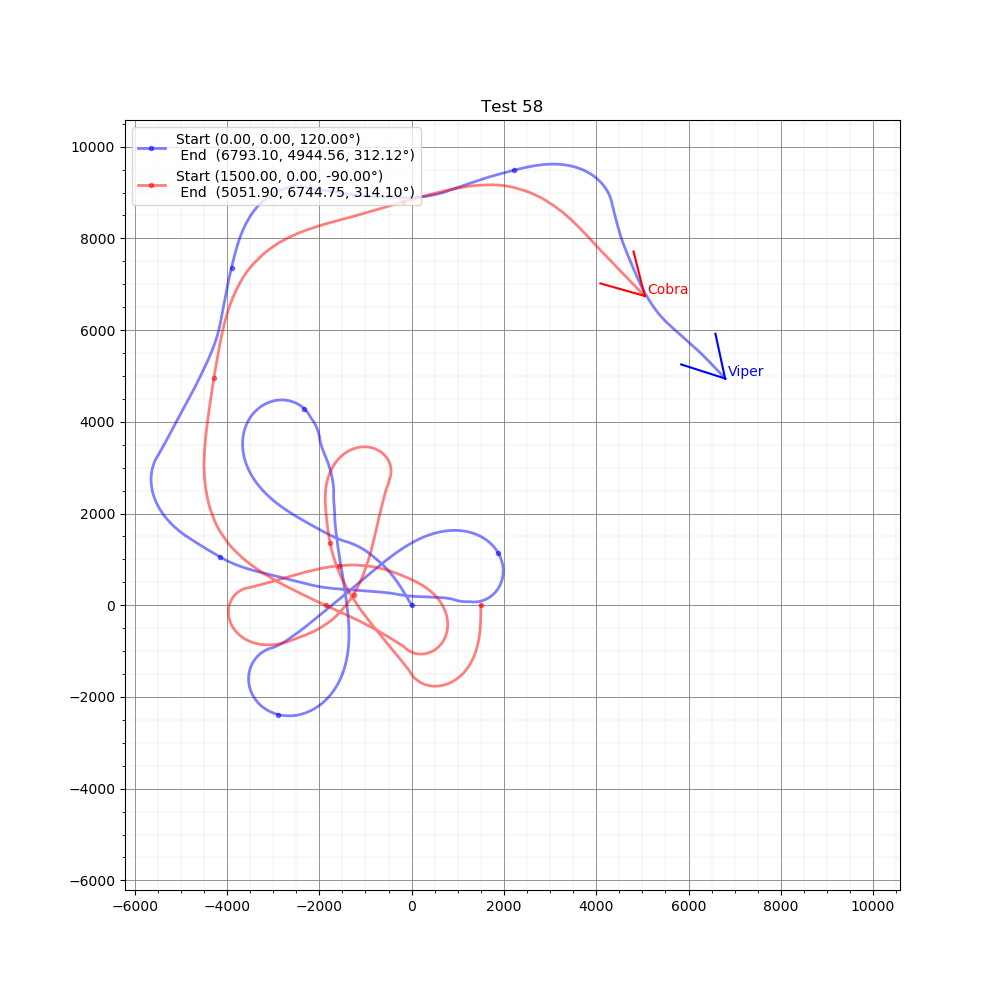 Test 58
Start (0.00, 0.00, 120.00°)
End  (6793.10, 4944.56, 312.12°)
Start (1500.00, 0.00, -90.00°)
End  (5051.90, 6744.75, 314.10°)
10000
8000
6000
4000
2000
0
−2000
−4000
−6000
Cobra
Viper
−6000 −4000 −2000 0 2000 4000 6000 8000 10000